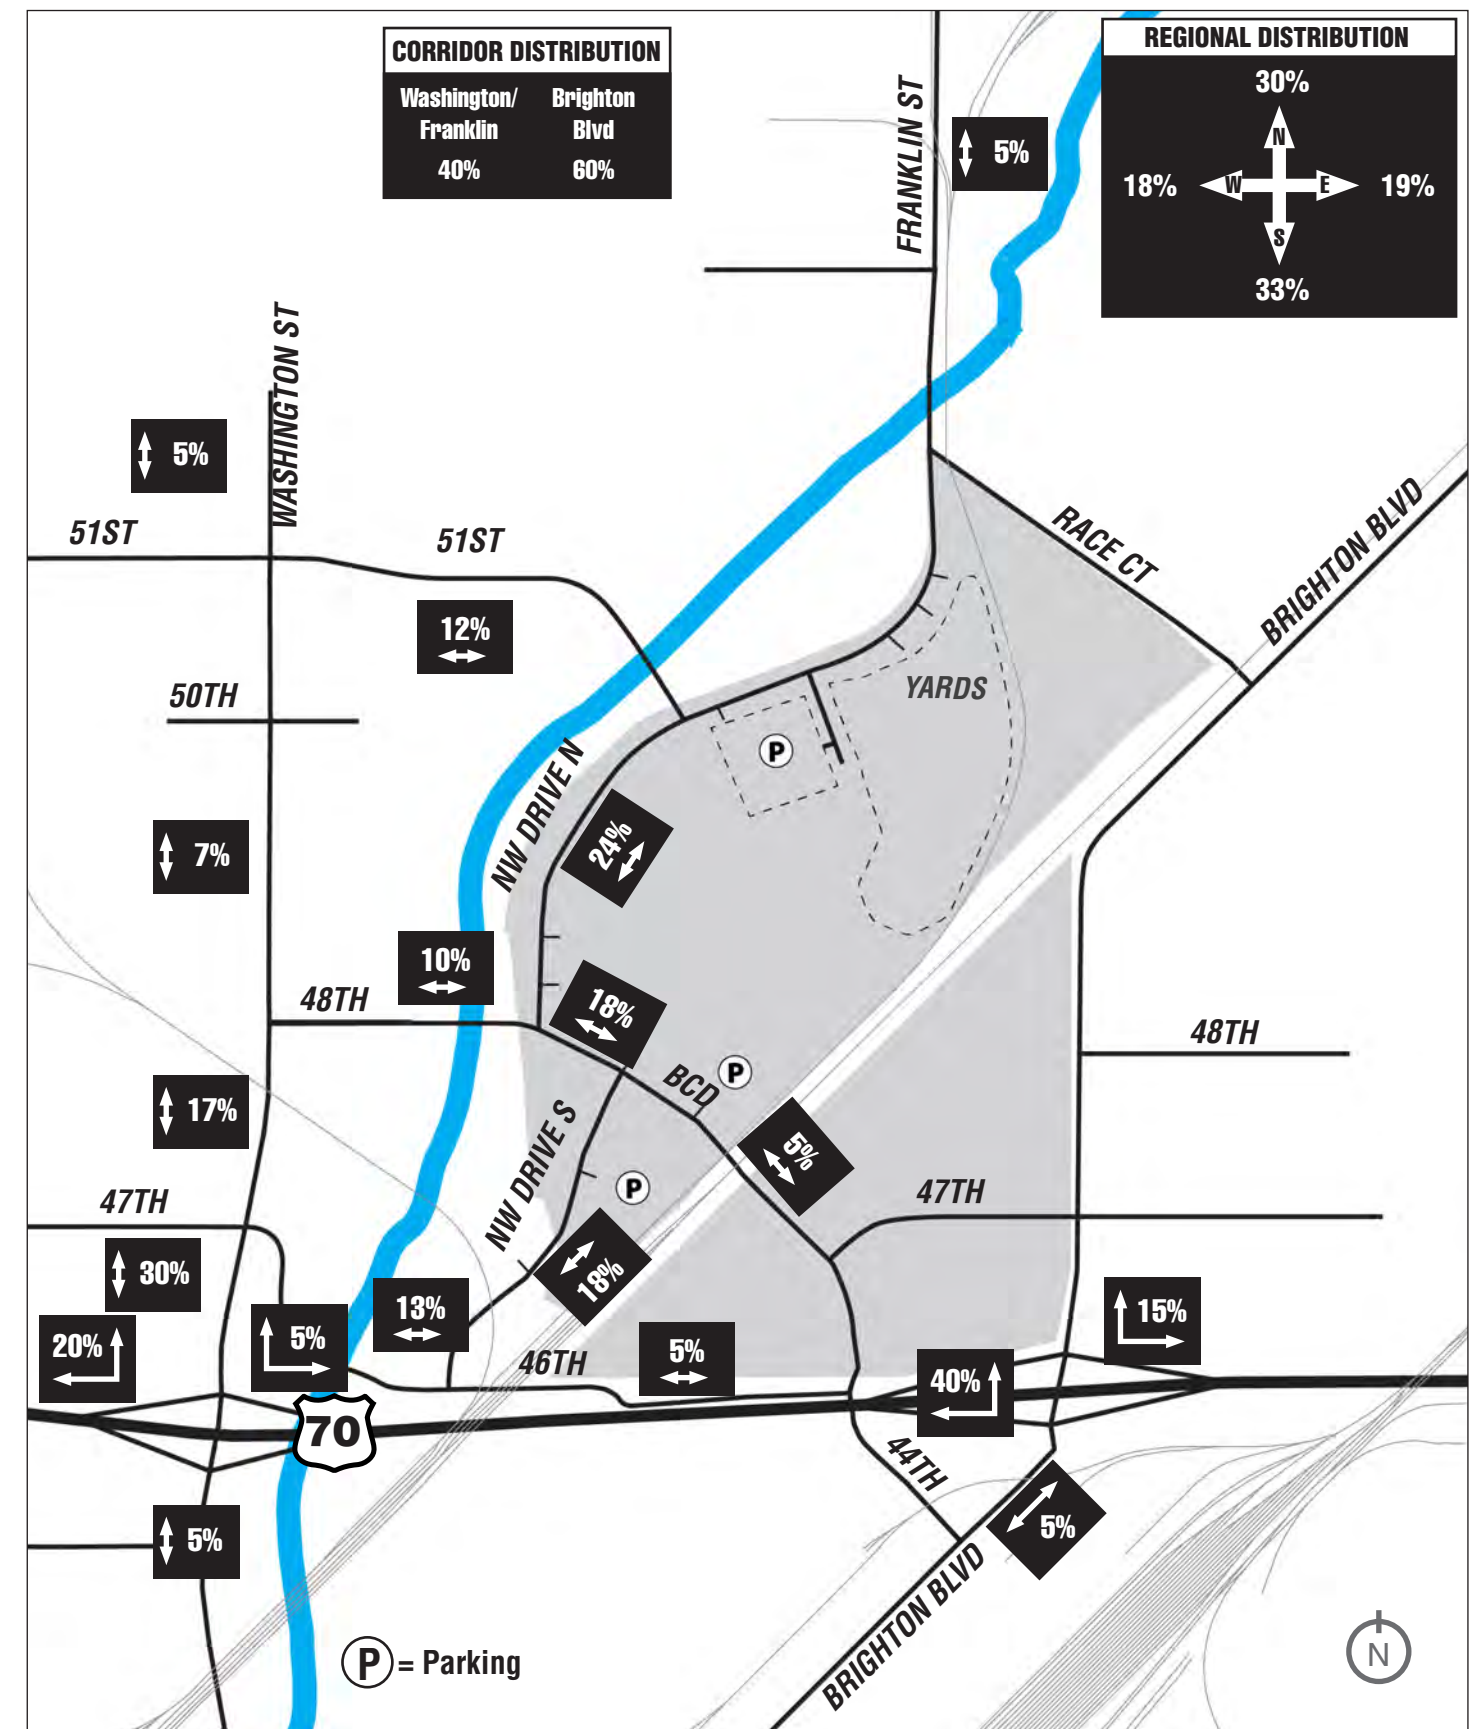 CORRIDOR DISTRIBUTION
Washington/ Brighton
Franklin Blvd
40% 60%
REGIONAL DISTRIBUTION
30%
N
18% W E 19%
S
33%
FRANKLIN ST
5%
WASHINGTON ST
5%
51ST
51ST
12%
RACE CT
BRIGHTON BLVD
50TH
YARDS
P
NW DRIVE N
24%
7%
10%
18%
48TH
48TH
BCD
P
17%
NW DRIVE S
5%
47TH
P
47TH
30%
18%
13%
15%
20%
5%
46TH
5%
40%
70
44TH
5%
5%
BRIGHTON BLVD
P = Parking
N